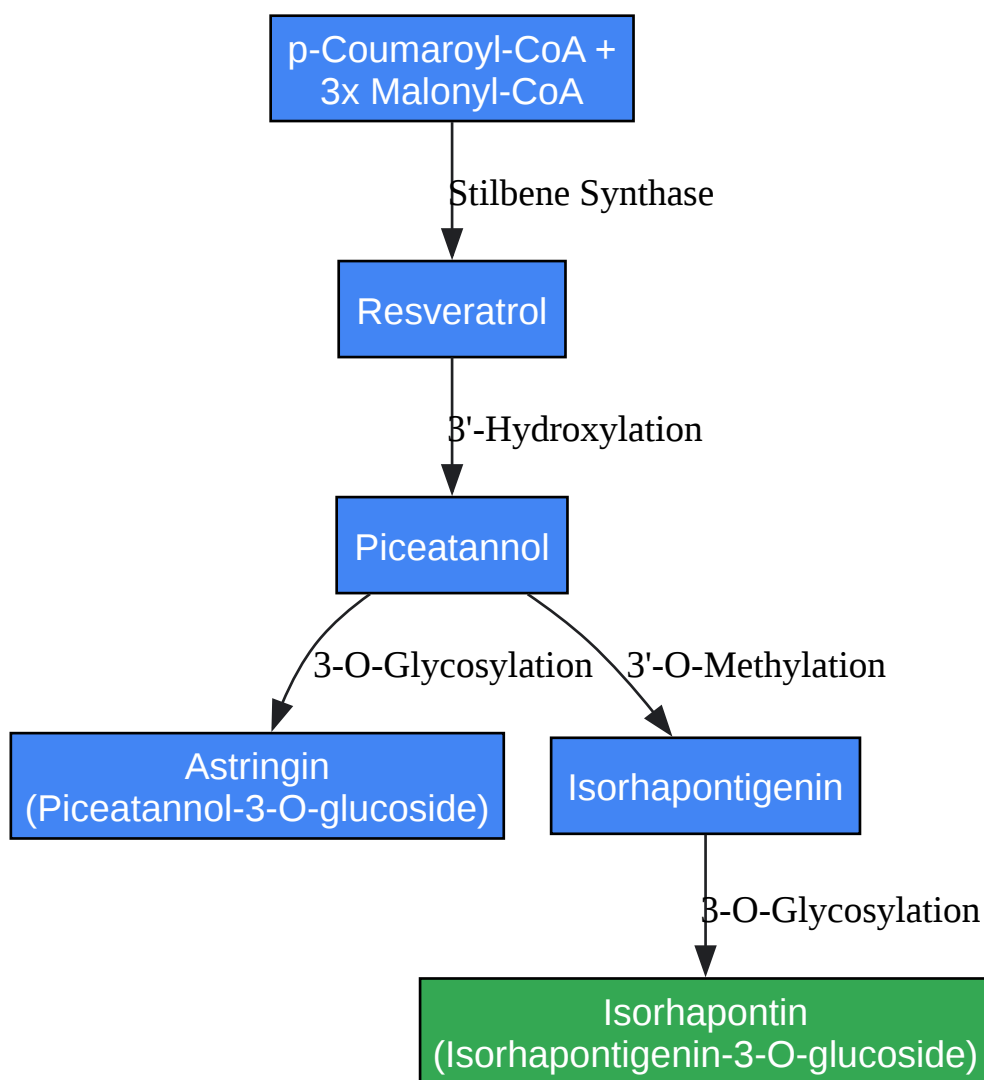 p-Coumaroyl-CoA +
3x Malonyl-CoA
Stilbene Synthase
Resveratrol
3'-Hydroxylation
Piceatannol
3-O-Glycosylation
3'-O-Methylation
Astringin
(Piceatannol-3-O-glucoside)
Isorhapontigenin
3-O-Glycosylation
Isorhapontin
(Isorhapontigenin-3-O-glucoside)